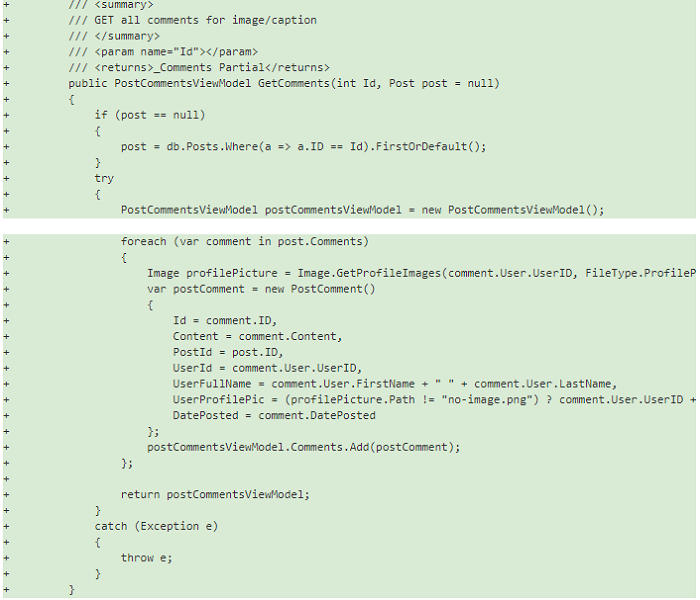 + /// <summary>
+ /// GET all comments for image/caption
+ /// </summary>
+ /// <param name="Id"></param>
+ /// <returns>_Comments Partial</returns>
+ public PostCommentsViewModel GetComments(int Id, Post post = null)
+ {
+ if (post == null)
+ {
+ post = db.Posts.Where(a => a.ID == Id).FirstOrDefault();
+ }
+ try
+ {
+ PostCommentsViewModel postCommentsViewModel = new PostCommentsViewModel();
+ foreach (var comment in post.Comments)
+ {
+ Image profilePicture = Image.GetProfileImages(comment.User.UserID, FileType.ProfileP
+ var postComment = new PostComment()
+ {
+ Id = comment.ID,
+ Content = comment.Content,
+ PostId = post.ID,
+ UserId = comment.User.UserID,
+ UserFullName = comment.User.FirstName + " " + comment.User.LastName,
+ UserProfilePic = (profilePicture.Path != "no-image.png") ? comment.User.UserID +
+ DatePosted = comment.DatePosted
+ };
+ postCommentsViewModel.Comments.Add(postComment);
+ };
+
+ return postCommentsViewModel;
+ }
+ catch (Exception e)
+ {
+ throw e;
+ }
+ }